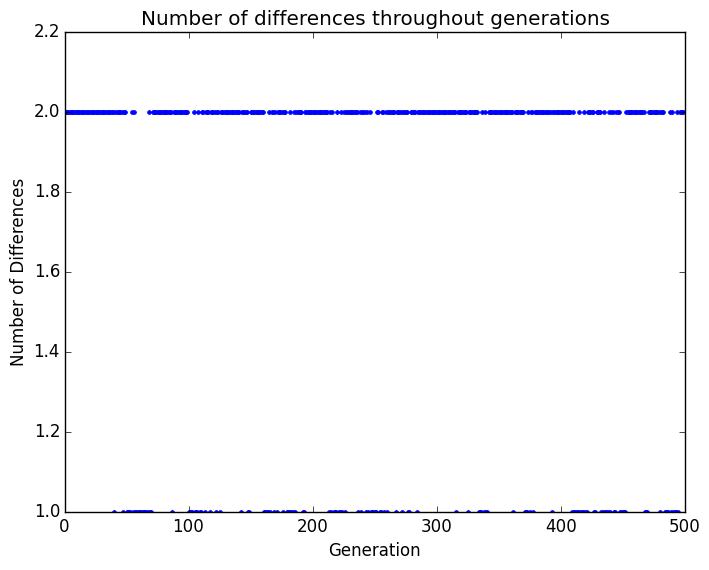 Number of differences throughout generations
2.2
2.0
1.8
1.6
1.4
1.2
1.0
Number of Differences
0 100 200 300 400 500
Generation